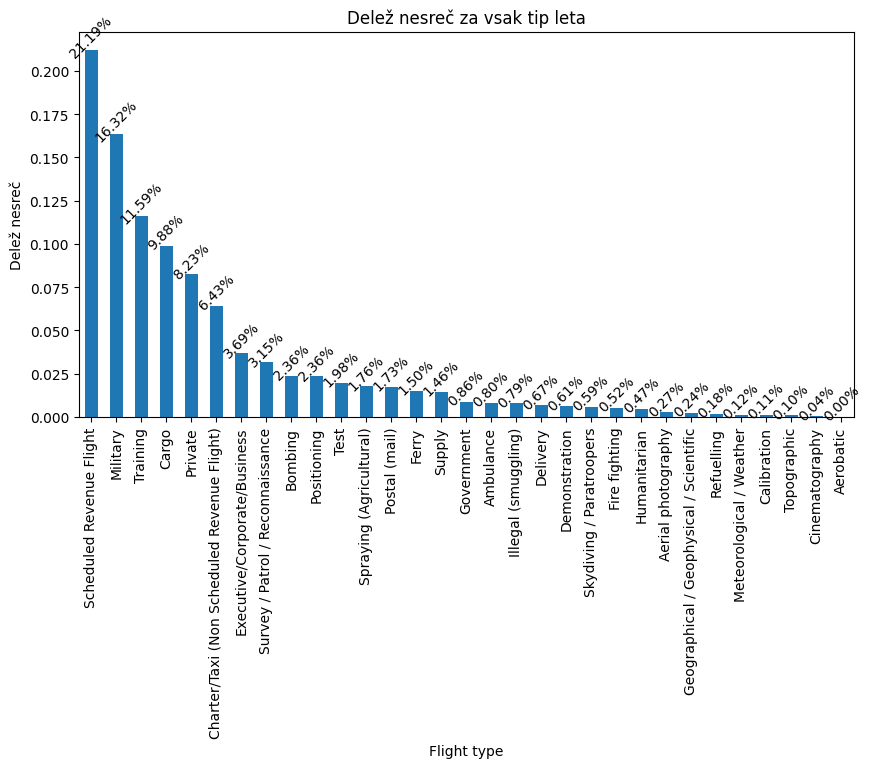 Delež nesreč za vsak tip leta
Delež nesreč
0.200
0.175
0.150
0.125
0.100
0.075
0.050
0.025
0.000
21.19%
16.32%
11.59%
9.88%
8.23%
6.43%
3.69%
3.15%
2.36%
2.36%
1.98%
1.76%
1.73%
1.50%
1.46%
0.86%
0.80%
0.79%
0.67%
0.61%
0.59%
0.52%
0.47%
0.27%
0.24%
0.18%
0.12%
0.11%
0.10%
0.04%
0.00%
Scheduled Revenue Flight
Military
Training
Cargo
Private
Charter/Taxi (Non Scheduled Revenue Flight)
Executive/Corporate/Business
Survey / Patrol / Reconnaissance
Bombing
Positioning
Test
Spraying (Agricultural)
Postal (mail)
Ferry
Supply
Government
Ambulance
Illegal (smuggling)
Delivery
Demonstration
Skydiving / Paratroopers
Fire fighting
Humanitarian
Aerial photography
Geographical / Geophysical / Scientific
Refuelling
Meteorological / Weather
Calibration
Topographic
Cinematography
Aerobatic
Flight type